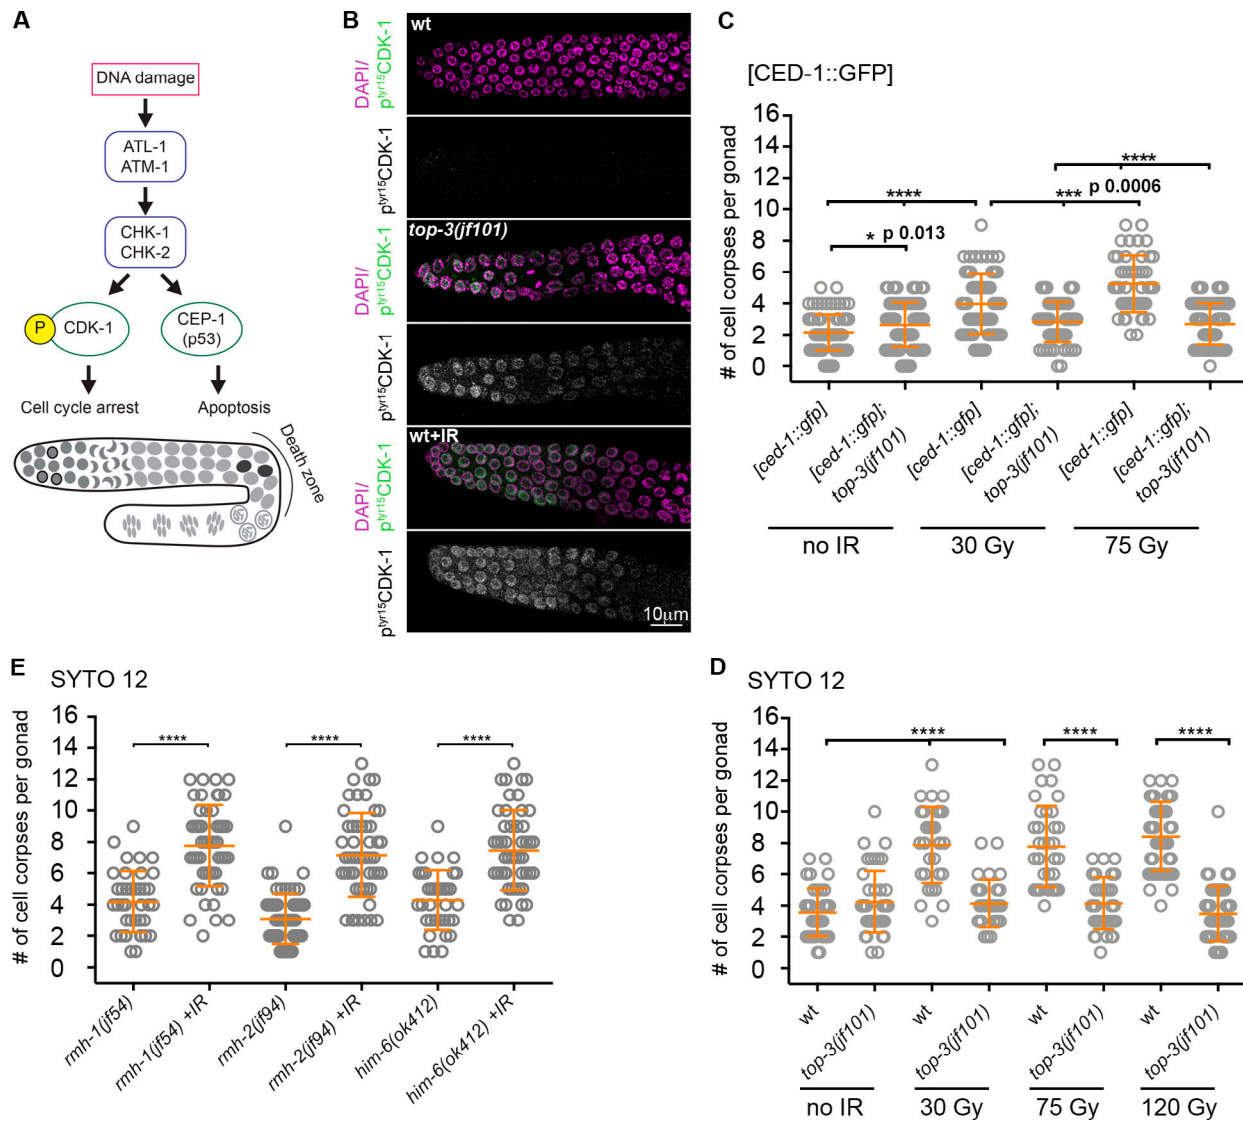 A
DNA damage
ATL-1
ATM-1
CHK-1
CHK-2
P
CDK-1
CEP-1
(p53)
Cell cycle arrest
Apoptosis
Death zone
B
wt
DAPI/
pᵗʸʳ¹⁵CDK-1
pᵗʸʳ¹⁵CDK-1
top-3(jf101)
DAPI/
pᵗʸʳ¹⁵CDK-1
pᵗʸʳ¹⁵CDK-1
wt+IR
DAPI/
pᵗʸʳ¹⁵CDK-1
pᵗʸʳ¹⁵CDK-1
10μm
C
[CED-1::GFP]
# of cell corpses per gonad
16
14
12
10
8
6
4
2
0
****
**** *** p 0.0006
* p 0.013
[ced-1::gfp]
[ced-1::gfp];
top-3(jf101)
[ced-1::gfp]
[ced-1::gfp];
top-3(jf101)
[ced-1::gfp]
[ced-1::gfp];
top-3(jf101)
no IR
30 Gy
75 Gy
E
SYTO 12
# of cell corpses per gonad
16
14
12
10
8
6
4
2
0
**** **** ****
rmh-1(jf54)
rmh-1(jf54) +IR
rmh-2(jf94)
rmh-2(jf94) +IR
him-6(ok412)
him-6(ok412) +IR
D
SYTO 12
# of cell corpses per gonad
16
14
12
10
8
6
4
2
0
**** **** ****
wt
top-3(jf101)
wt
top-3(jf101)
wt
top-3(jf101)
wt
top-3(jf101)
no IR
30 Gy
75 Gy
120 Gy